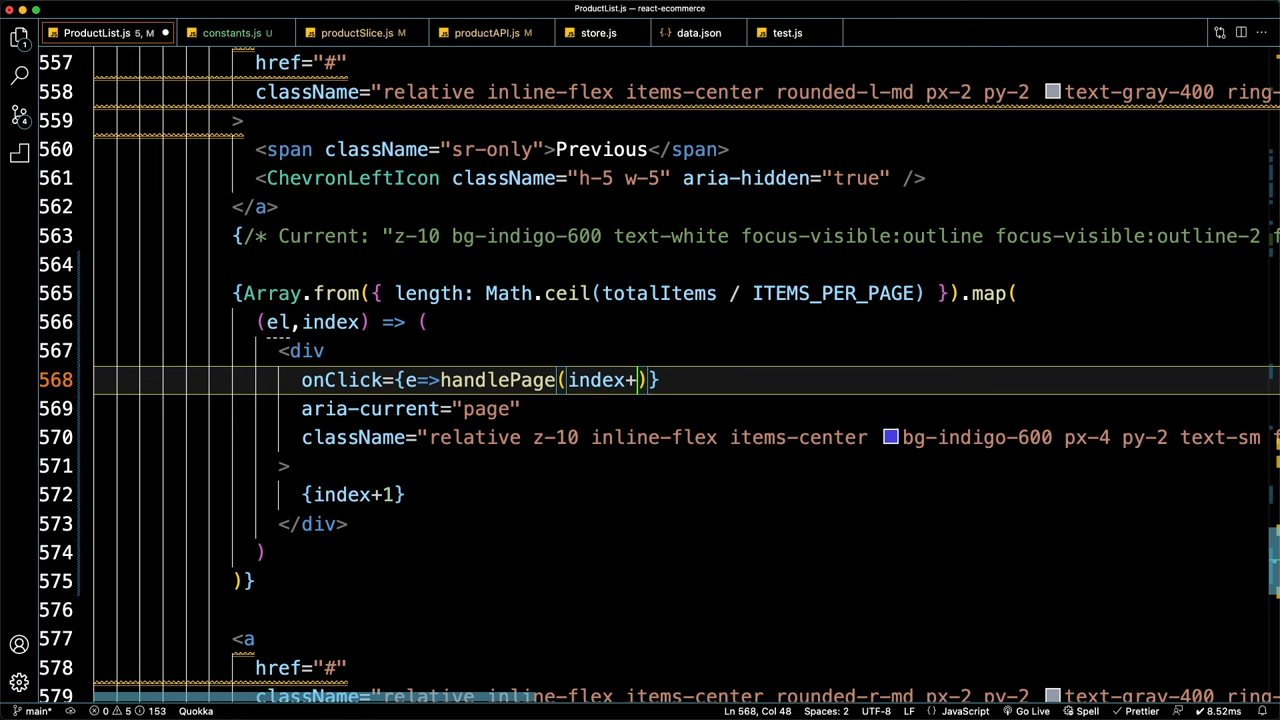 ProductList.js — react-ecommerce
ProductList.js 5, M
constants.js U
productSlice.js M
productAPI.js M
store.js
data.json
test.js
557 href="#"
558 className="relative inline-flex items-center rounded-l-md px-2 py-2 text-gray-400 ring-
559 >
560 <span className="sr-only">Previous</span>
561 <ChevronLeftIcon className="h-5 w-5" aria-hidden="true" />
562 </a>
563 {/* Current: "z-10 bg-indigo-600 text-white focus-visible:outline focus-visible:outline-2 f
564
565 {Array.from({ length: Math.ceil(totalItems / ITEMS_PER_PAGE) }).map(
566 (el,index) => (
567 <div
568 onClick={e=>handlePage(index+)}
569 aria-current="page"
570 className="relative z-10 inline-flex items-center bg-indigo-600 px-4 py-2 text-sm f
571 >
572 {index+1}
573 </div>
574 )
575 )}
576
577 <a
578 href="#"
579 className="relative inline-flex items-center rounded-r-md px-2 py-2 text-gray-400 ring-
main* 0 5 153 Quokka Ln 568, Col 48 Spaces: 2 UTF-8 LF {} JavaScript Go Live Spell Prettier 8.52ms